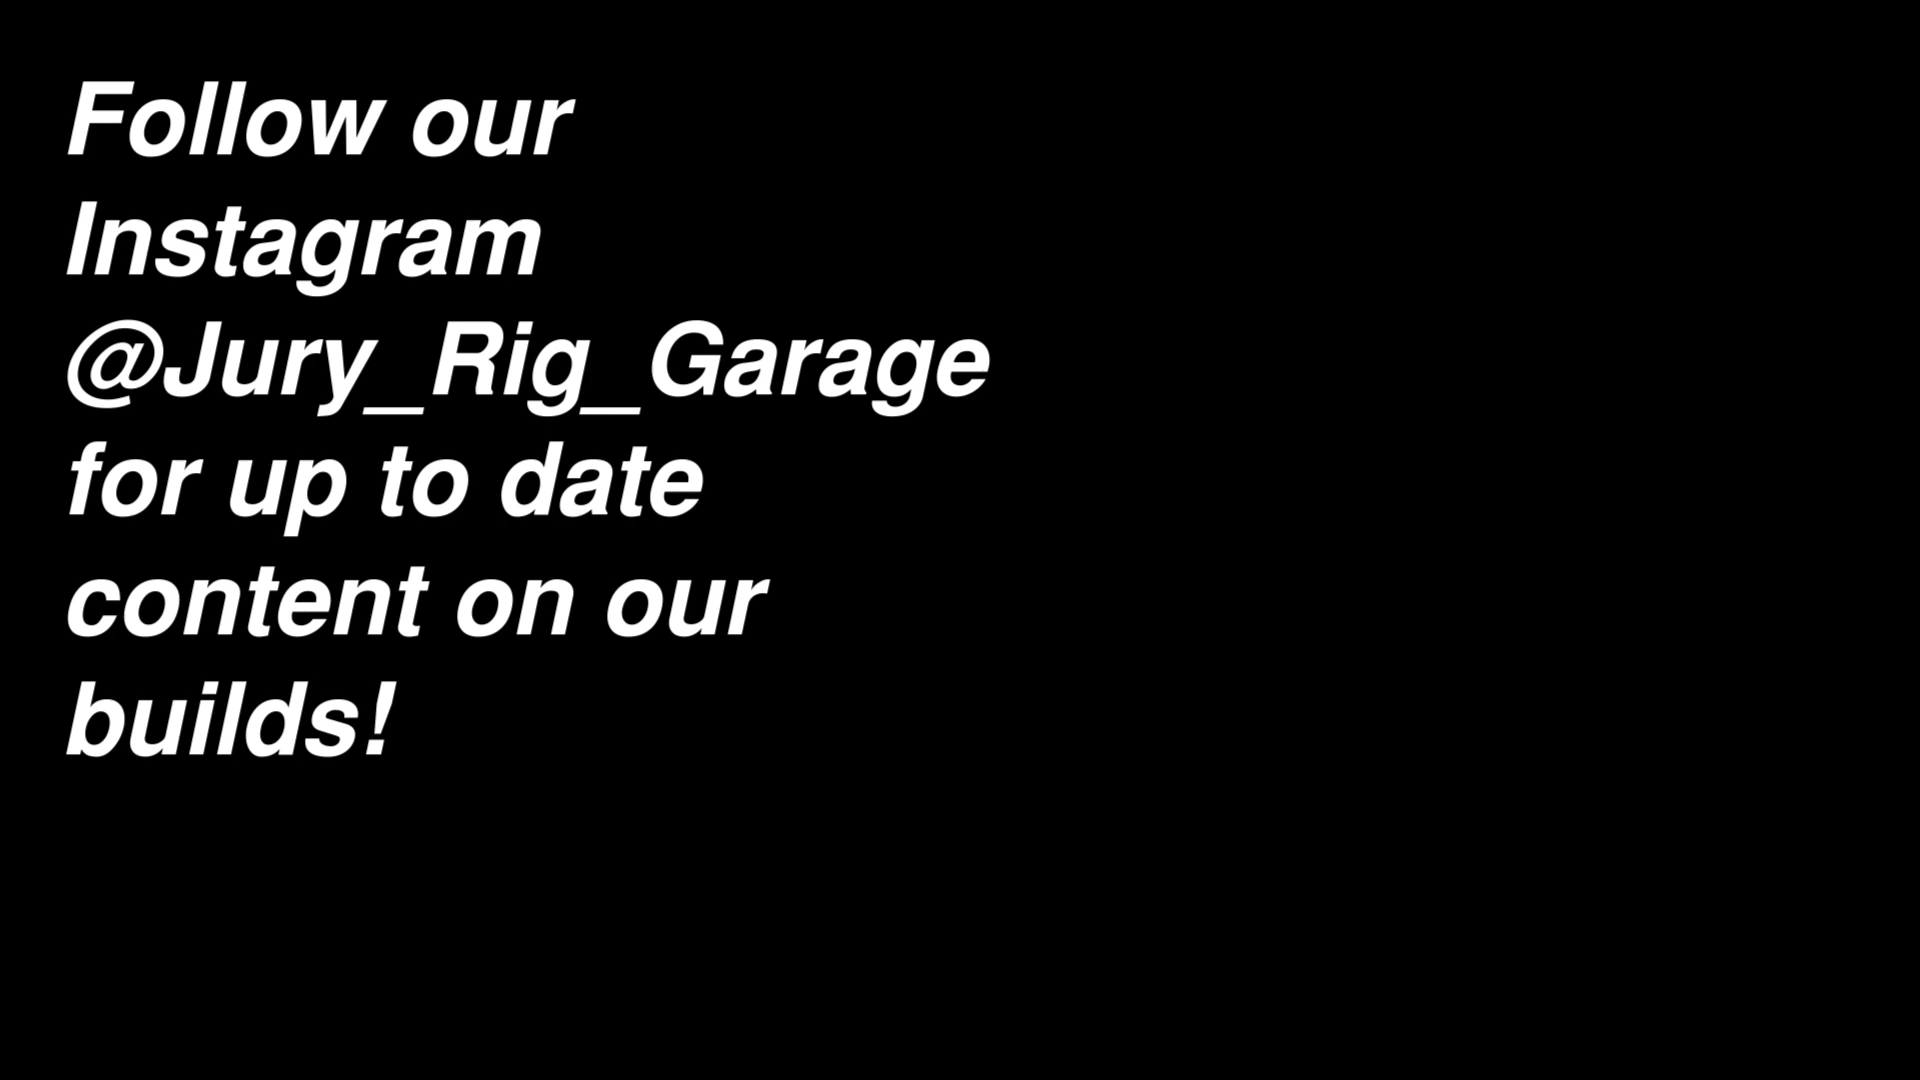 Follow our
Instagram
@Jury_Rig_Garage
for up to date
content on our
builds!